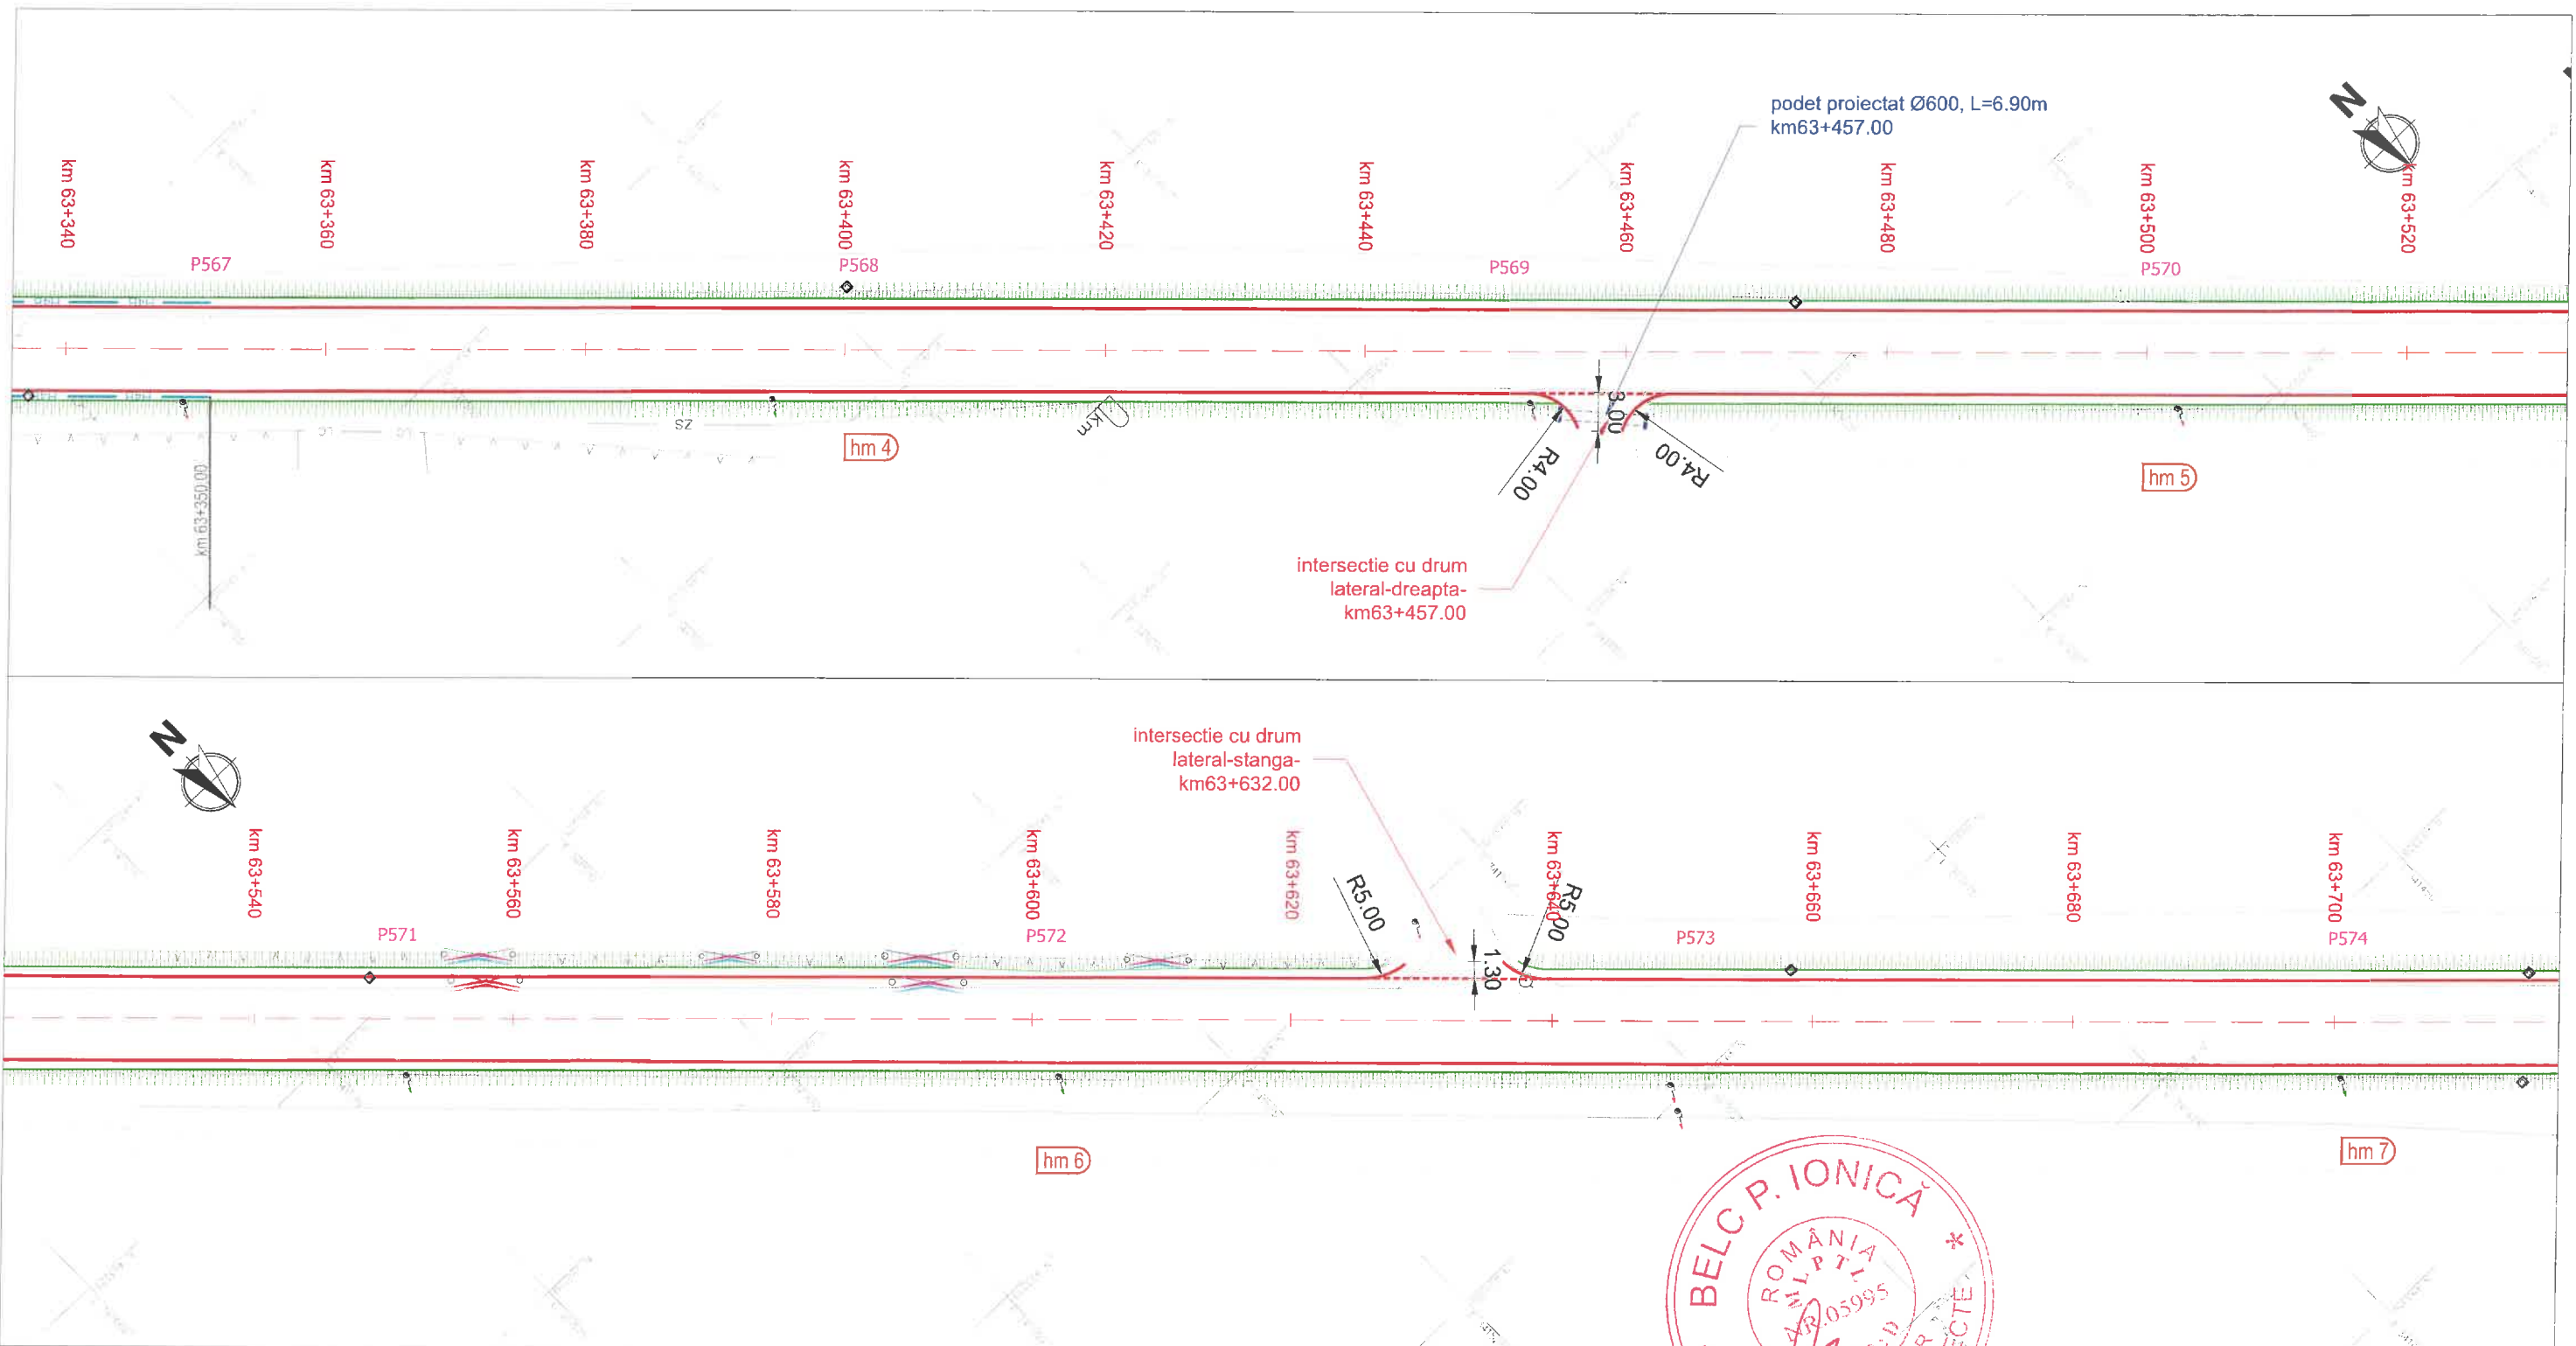 podet proiectat Ø600, L=6.90m
km63+457.00
N
km 63+340
km 63+360
km 63+380
km 63+400
km 63+420
km 63+440
km 63+460
km 63+480
km 63+500
km 63+520
P567
P568
P569
P570
ZS
km
hm 4
3.00
R4.00
R4.00
hm 5
km 63+350.00
intersectie cu drum
lateral-dreapta-
km63+457.00
N
intersectie cu drum
lateral-stanga-
km63+632.00
km 63+540
km 63+560
km 63+580
km 63+600
km 63+620
km 63+640
km 63+660
km 63+680
km 63+700
R5.00
R5.00
P571
P572
P573
P574
1.30
hm 6
hm 7
BELC P. IONICĂ *
ROMÂNIA
MLPTL
NR.05995